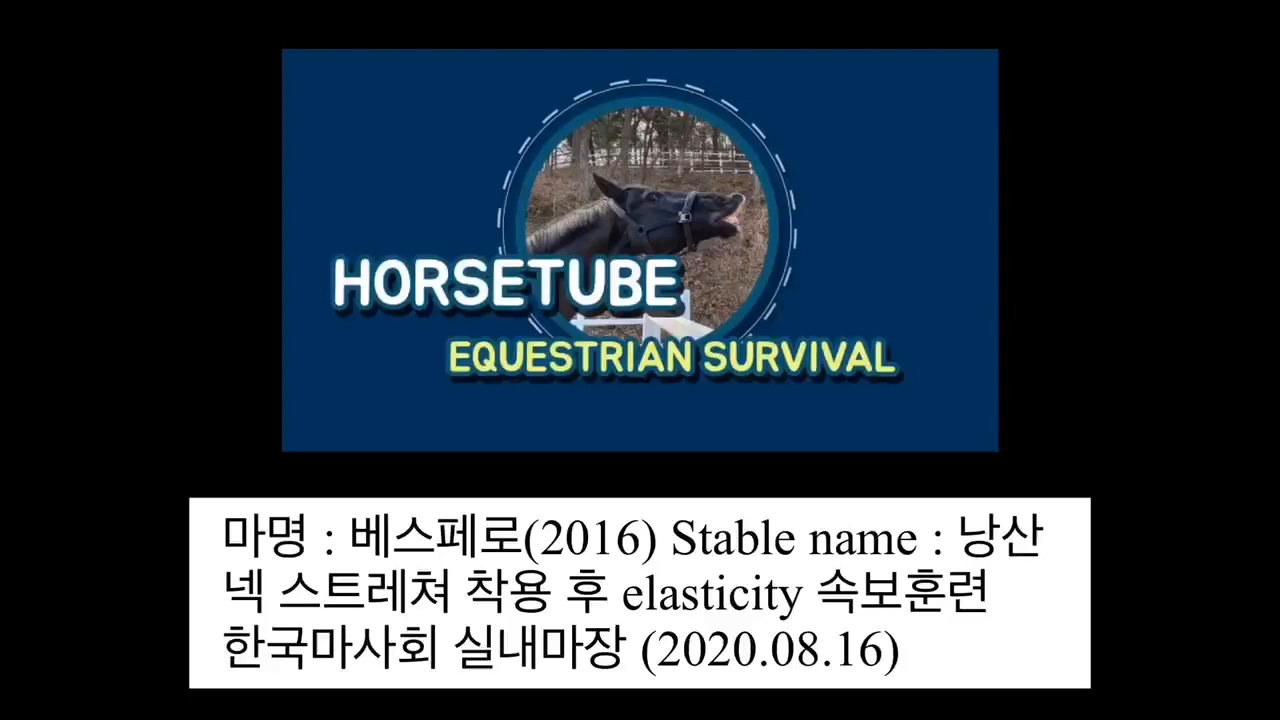 HORSETUBE
EQUESTRIAN SURVIVAL
마명 : 베스페로(2016) Stable name : 낭산
넥 스트레쳐 착용 후 elasticity 속보훈련
한국마사회 실내마장 (2020.08.16)